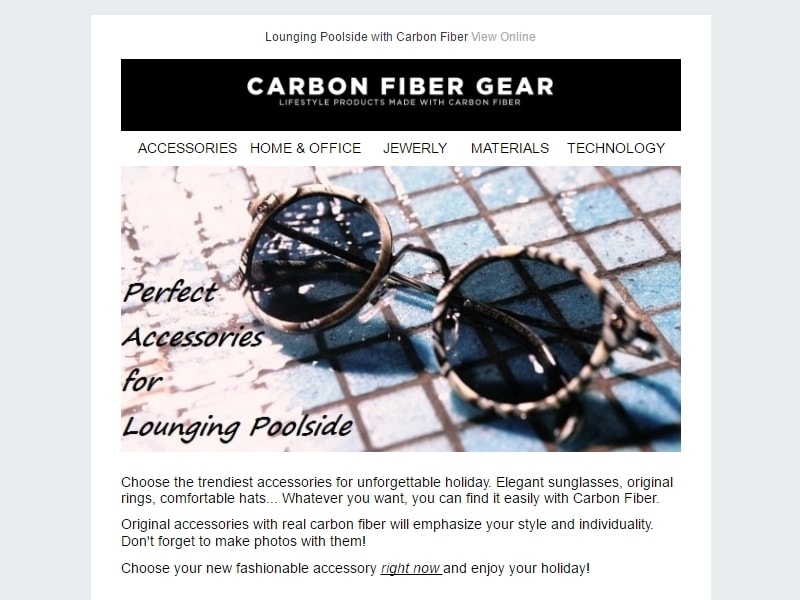 Lounging Poolside with Carbon Fiber View Online
CARBON FIBER GEAR
LIFESTYLE PRODUCTS MADE WITH CARBON FIBER
ACCESSORIES HOME & OFFICE JEWERLY MATERIALS TECHNOLOGY
Perfect
Accessories
for
Lounging Poolside
Choose the trendiest accessories for unforgettable holiday. Elegant sunglasses, original
rings, comfortable hats... Whatever you want, you can find it easily with Carbon Fiber.
Original accessories with real carbon fiber will emphasize your style and individuality.
Don't forget to make photos with them!
Choose your new fashionable accessory right now and enjoy your holiday!